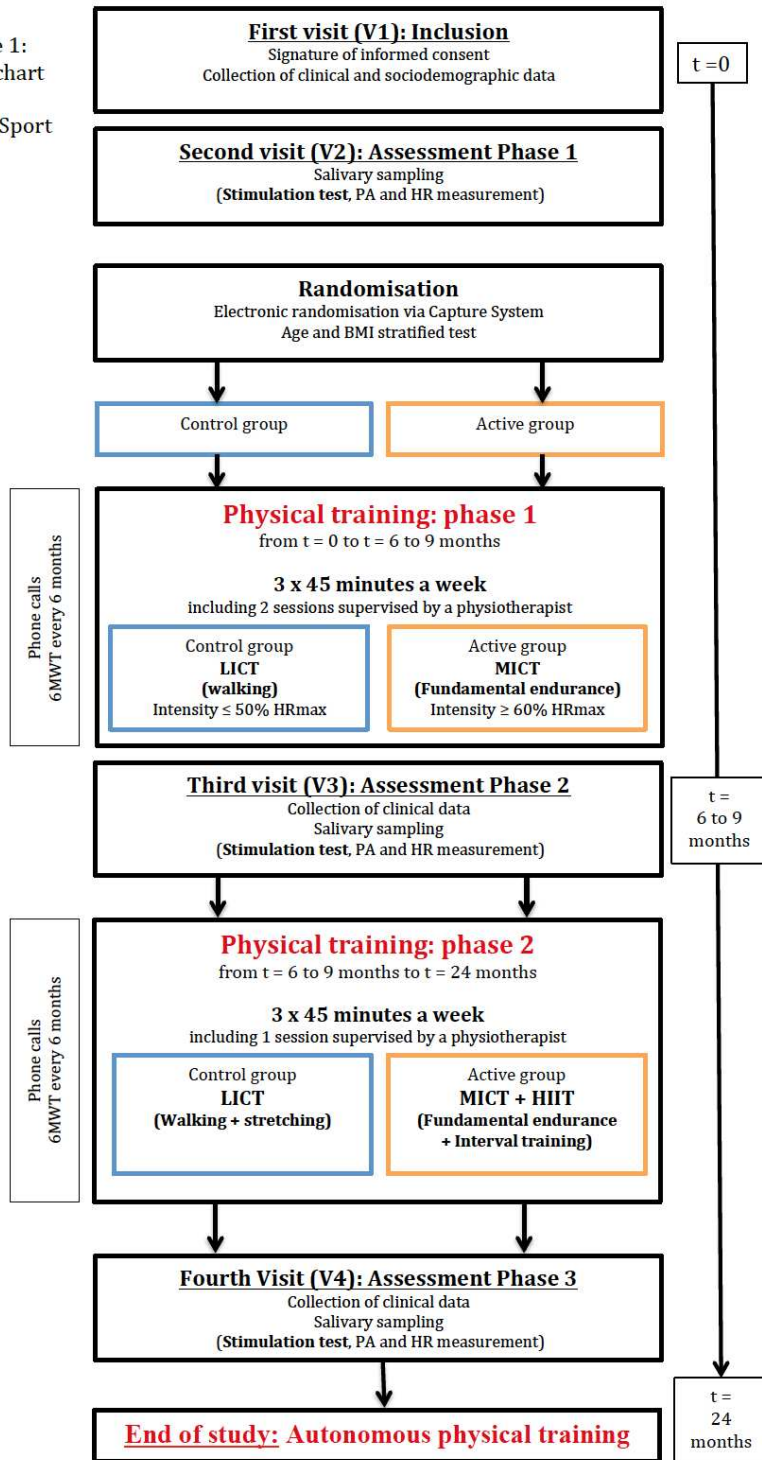 e 1:
chart
Sport
First visit (V1): Inclusion
Signature of informed consent
Collection of clinical and sociodemographic data
t =0
Second visit (V2): Assessment Phase 1
Salivary sampling
(Stimulation test, PA and HR measurement)
Randomisation
Electronic randomisation via Capture System
Age and BMI stratified test
Control group
Active group
Phone calls
6MWT every 6 months
Physical training: phase 1
from t = 0 to t = 6 to 9 months
3 x 45 minutes a week
including 2 sessions supervised by a physiotherapist
Control group
LICT
(walking)
Intensity ≤ 50% HRmax
Active group
MICT
(Fundamental endurance)
Intensity ≥ 60% HRmax
Third visit (V3): Assessment Phase 2
Collection of clinical data
Salivary sampling
(Stimulation test, PA and HR measurement)
t =
6 to 9
months
Phone calls
6MWT every 6 months
Physical training: phase 2
from t = 6 to 9 months to t = 24 months
3 x 45 minutes a week
including 1 session supervised by a physiotherapist
Control group
LICT
(Walking + stretching)
Active group
MICT + HIIT
(Fundamental endurance
+ Interval training)
Fourth Visit (V4): Assessment Phase 3
Collection of clinical data
Salivary sampling
(Stimulation test, PA and HR measurement)
End of study: Autonomous physical training
t =
24
months